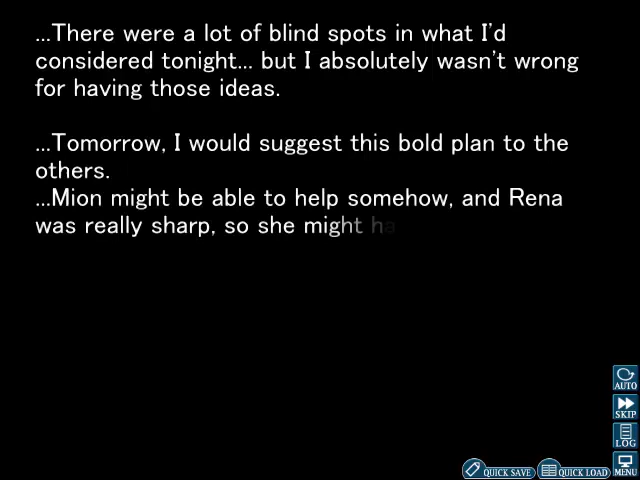 ...There were a lot of blind spots in what I'd
considered tonight... but I absolutely wasn't wrong
for having those ideas.
...Tomorrow, I would suggest this bold plan to the
others.
...Mion might be able to help somehow, and Rena
was really sharp, so she might ha
AUTO
SKIP
LOG
MENU
QUICK SAVE
QUICK LOAD